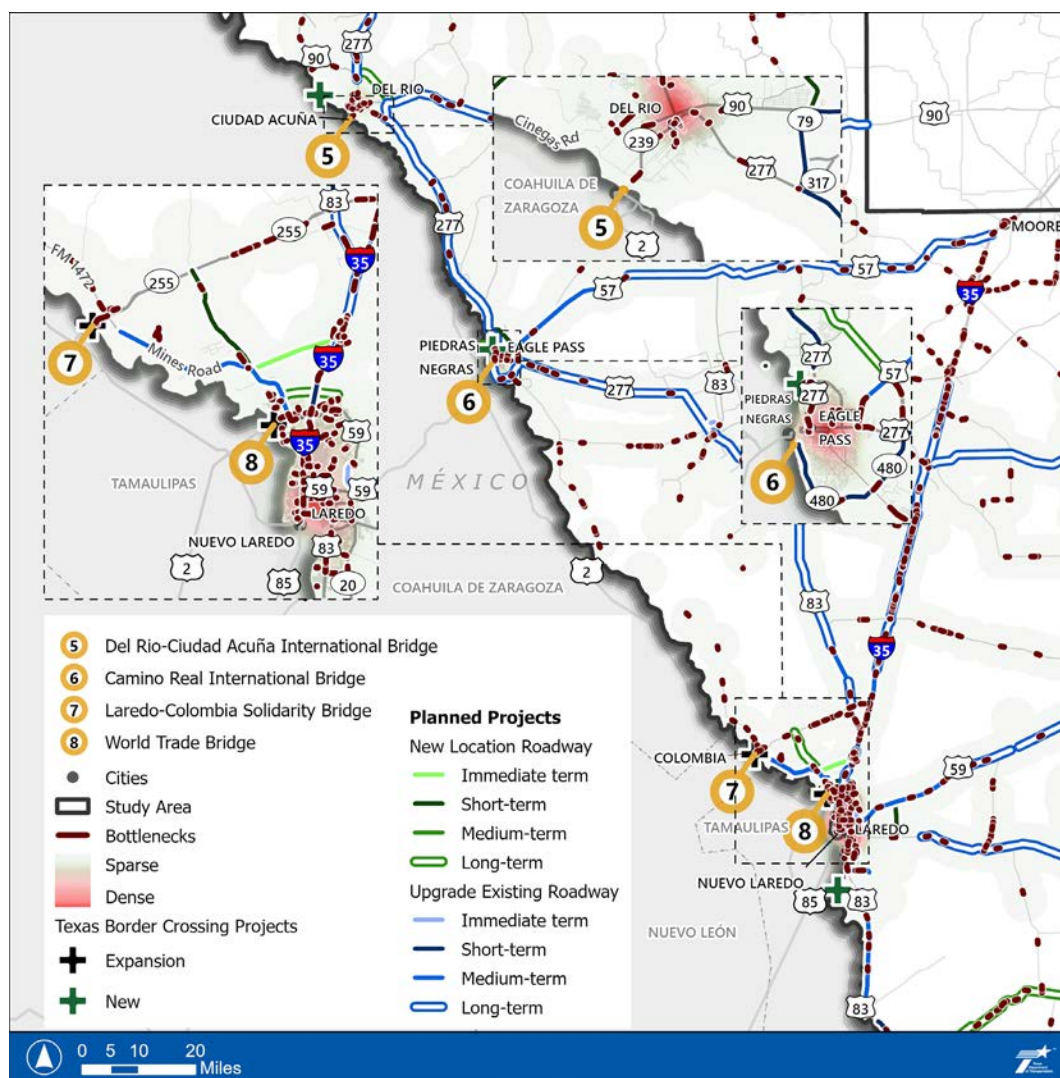 277
90
DEL RIO
CIUDAD ACUÑA
5
DEL RIO
90
79
239
277
317
Cinegas Rd
COAHUILA DE
ZARAGOZA
5
2
90
83
255
255
35
FM 1472
7
Mines Road
35
35
59
8
TAMAULIPAS
59
59
LAREDO
NUEVO LAREDO
83
2
85
20
277
MOORE
57
57
35
PIEDRAS
NEGRAS
EAGLE PASS
6
277
83
277
57
277
PIEDRAS
NEGRAS
EAGLE
PASS
277
6
480
480
MÉXICO
2
COAHUILA DE ZARAGOZA
83
35
COLOMBIA
7
59
TAMAULIPAS
8
LAREDO
NUEVO LAREDO
85
83
NUEVO LEÓN
83
5 Del Rio-Ciudad Acuña International Bridge
6 Camino Real International Bridge
7 Laredo-Colombia Solidarity Bridge
8 World Trade Bridge
Cities
Study Area
Bottlenecks
Sparse
Dense
Texas Border Crossing Projects
Expansion
New
Planned Projects
New Location Roadway
Immediate term
Short-term
Medium-term
Long-term
Upgrade Existing Roadway
Immediate term
Short-term
Medium-term
Long-term
0 5 10 20
Miles